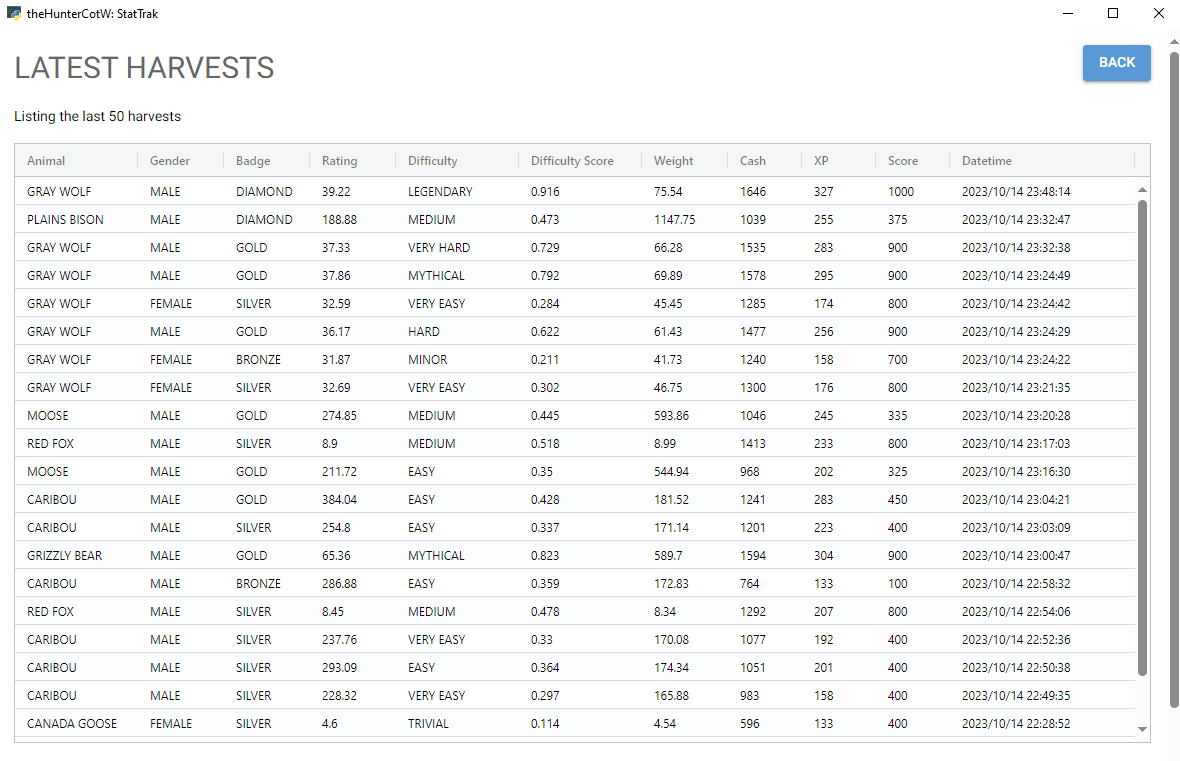 theHunterCotW: StatTrak
LATEST HARVESTS
BACK
Listing the last 50 harvests
Animal Gender Badge Rating Difficulty Difficulty Score Weight Cash XP Score Datetime
GRAY WOLF MALE DIAMOND 39.22 LEGENDARY 0.916 75.54 1646 327 1000 2023/10/14 23:48:14
PLAINS BISON MALE DIAMOND 188.88 MEDIUM 0.473 1147.75 1039 255 375 2023/10/14 23:32:47
GRAY WOLF MALE GOLD 37.33 VERY HARD 0.729 66.28 1535 283 900 2023/10/14 23:32:38
GRAY WOLF MALE GOLD 37.86 MYTHICAL 0.792 69.89 1578 295 900 2023/10/14 23:24:49
GRAY WOLF FEMALE SILVER 32.59 VERY EASY 0.284 45.45 1285 174 800 2023/10/14 23:24:42
GRAY WOLF MALE GOLD 36.17 HARD 0.622 61.43 1477 256 900 2023/10/14 23:24:29
GRAY WOLF FEMALE BRONZE 31.87 MINOR 0.211 41.73 1240 158 700 2023/10/14 23:24:22
GRAY WOLF FEMALE SILVER 32.69 VERY EASY 0.302 46.75 1300 176 800 2023/10/14 23:21:35
MOOSE MALE GOLD 274.85 MEDIUM 0.445 593.86 1046 245 335 2023/10/14 23:20:28
RED FOX MALE SILVER 8.9 MEDIUM 0.518 8.99 1413 233 800 2023/10/14 23:17:03
MOOSE MALE GOLD 211.72 EASY 0.35 544.94 968 202 325 2023/10/14 23:16:30
CARIBOU MALE GOLD 384.04 EASY 0.428 181.52 1241 283 450 2023/10/14 23:04:21
CARIBOU MALE SILVER 254.8 EASY 0.337 171.14 1201 223 400 2023/10/14 23:03:09
GRIZZLY BEAR MALE GOLD 65.36 MYTHICAL 0.823 589.7 1594 304 900 2023/10/14 23:00:47
CARIBOU MALE BRONZE 286.88 EASY 0.359 172.83 764 133 100 2023/10/14 22:58:32
RED FOX MALE SILVER 8.45 MEDIUM 0.478 8.34 1292 207 800 2023/10/14 22:54:06
CARIBOU MALE SILVER 237.76 VERY EASY 0.33 170.08 1077 192 400 2023/10/14 22:52:36
CARIBOU MALE SILVER 293.09 EASY 0.364 174.34 1051 201 400 2023/10/14 22:50:38
CARIBOU MALE SILVER 228.32 VERY EASY 0.297 165.88 983 158 400 2023/10/14 22:49:35
CANADA GOOSE FEMALE SILVER 4.6 TRIVIAL 0.114 4.54 596 133 400 2023/10/14 22:28:52